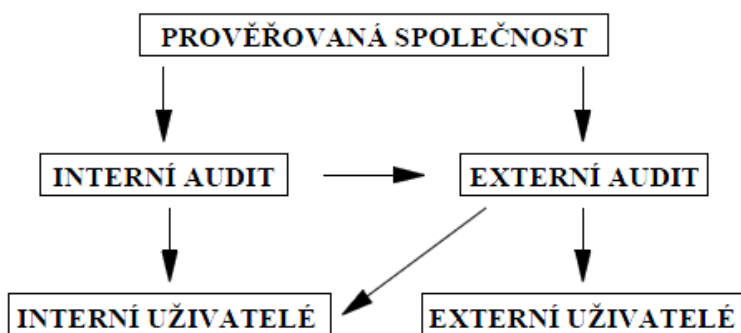 PROVĚŘOVANÁ SPOLEČNOST
INTERNÍ AUDIT
EXTERNÍ AUDIT
INTERNÍ UŽIVATELÉ
EXTERNÍ UŽIVATELÉ